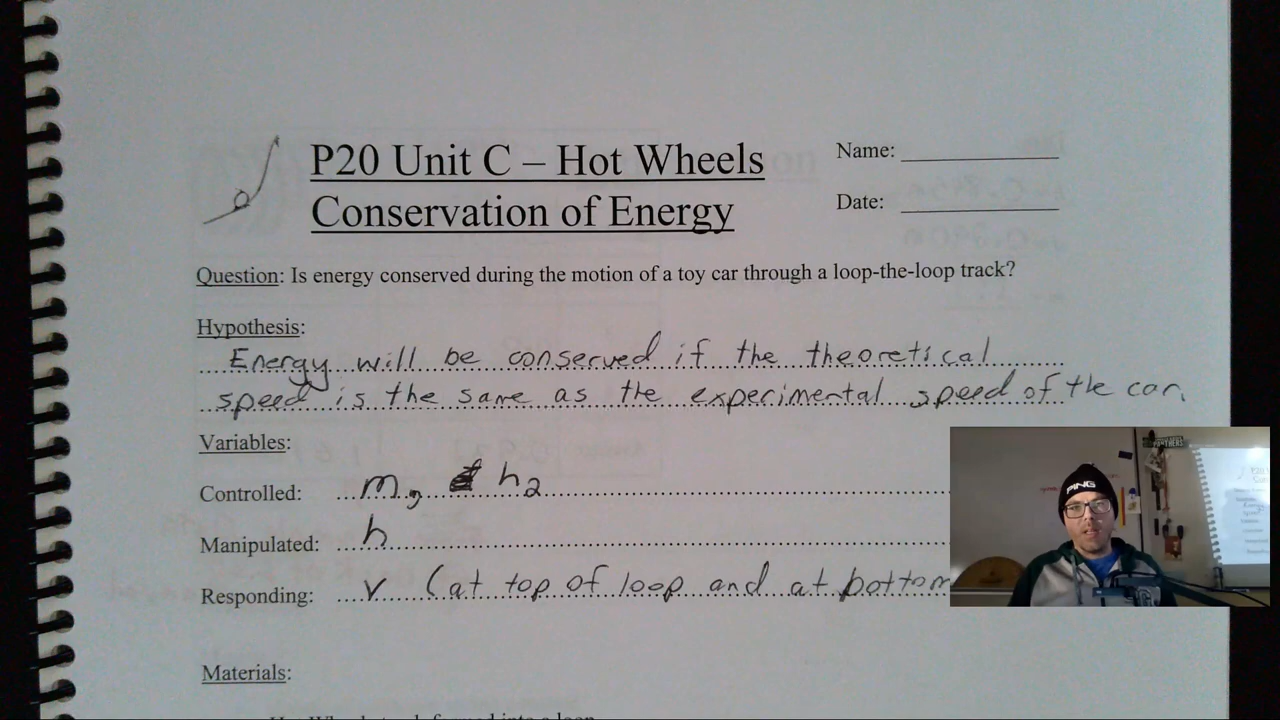 P20 Unit C – Hot Wheels
Conservation of Energy
Name:
Date:
Question: Is energy conserved during the motion of a toy car through a loop-the-loop track?
Hypothesis:
Energy will be conserved if the theoretical
speed is the same as the experimental speed of the car.
Variables:
Controlled: m, h2
Manipulated: h
Responding: v (at top of loop and at bottom
Materials:
PING